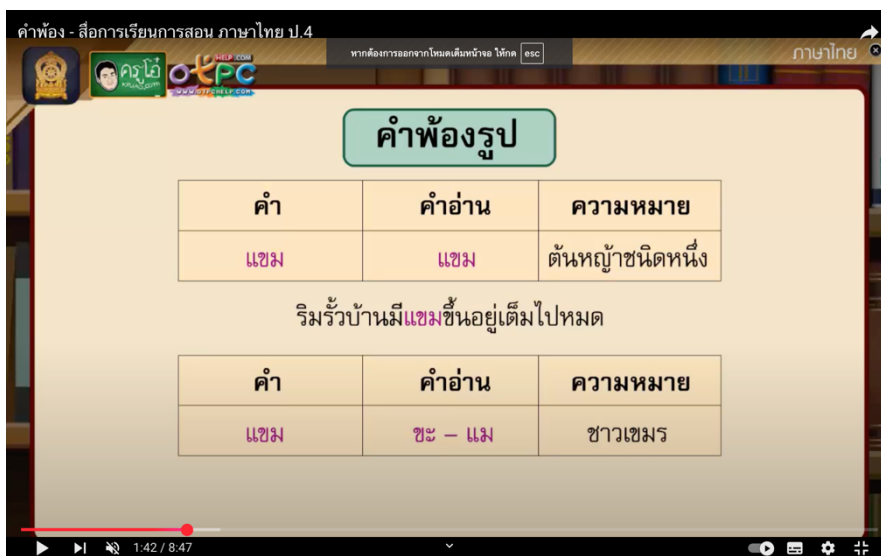 คำพ้อง - สื่อการเรียนการสอน ภาษาไทย ป.4
หากต้องการออกจากโหมดเต็มหน้าจอ ให้กด esc
ภาษาไทย
ครูโอ๋ OTPC HELP.COM
WWW.OTPCHELP.COM
คำพ้องรูป
คำ คำอ่าน ความหมาย
แขม แขม ต้นหญ้าชนิดหนึ่ง
ริมรั้วบ้านมีแขมขึ้นอยู่เต็มไปหมด
คำ คำอ่าน ความหมาย
แขม ขะ – แม ชาวเขมร
1:42 / 8:47